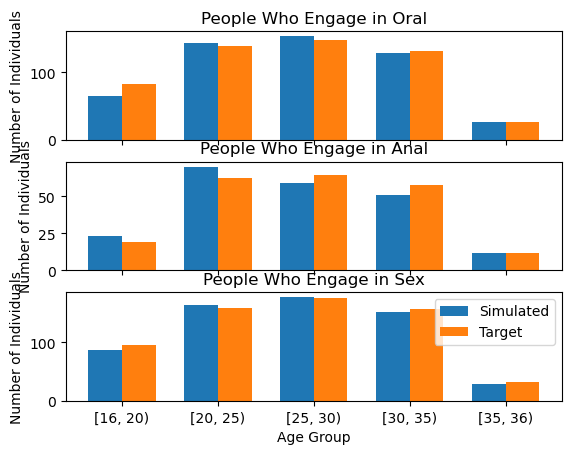 People Who Engage in Oral
Number of Individuals
100
0
People Who Engage in Anal
Number of Individuals
50
25
0
People Who Engage in Sex
Number of Individuals
100
0
Simulated
Target
[16, 20)
[20, 25)
[25, 30)
[30, 35)
[35, 36)
Age Group